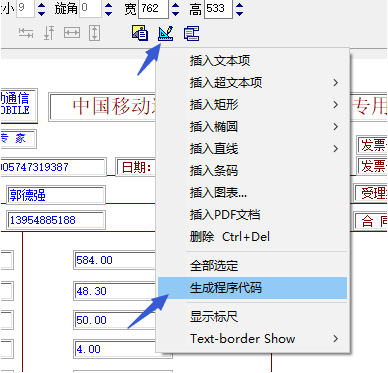 大小 9 旋角 0 宽 762 高 533
动通信
MOBILE
中国移动通 专用
专 家
发票
005747319387
日期:
发票
郭德强
受理
13954885188
合 同
584.00
48.30
50.00
4.00
插入文本项
插入超文本项
插入矩形
插入椭圆
插入直线
插入条码
插入图表...
插入PDF文档
删除 Ctrl+Del
全部选定
生成程序代码
显示标尺
Text-border Show